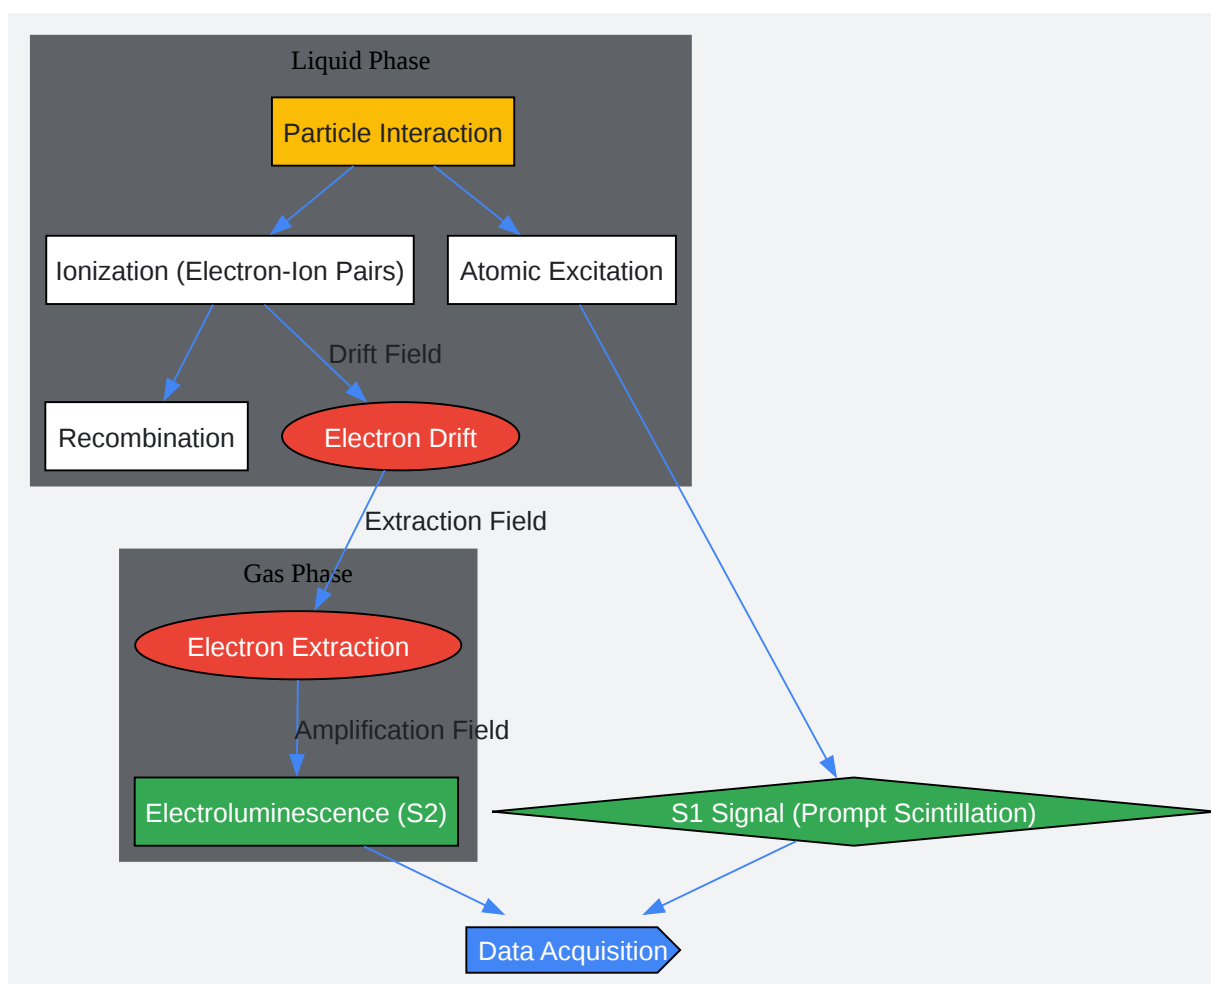 Liquid Phase
Particle Interaction
Ionization (Electron-Ion Pairs)
Atomic Excitation
Drift Field
Recombination
Electron Drift
Extraction Field
Gas Phase
Electron Extraction
Amplification Field
Electroluminescence (S2)
S1 Signal (Prompt Scintillation)
Data Acquisition